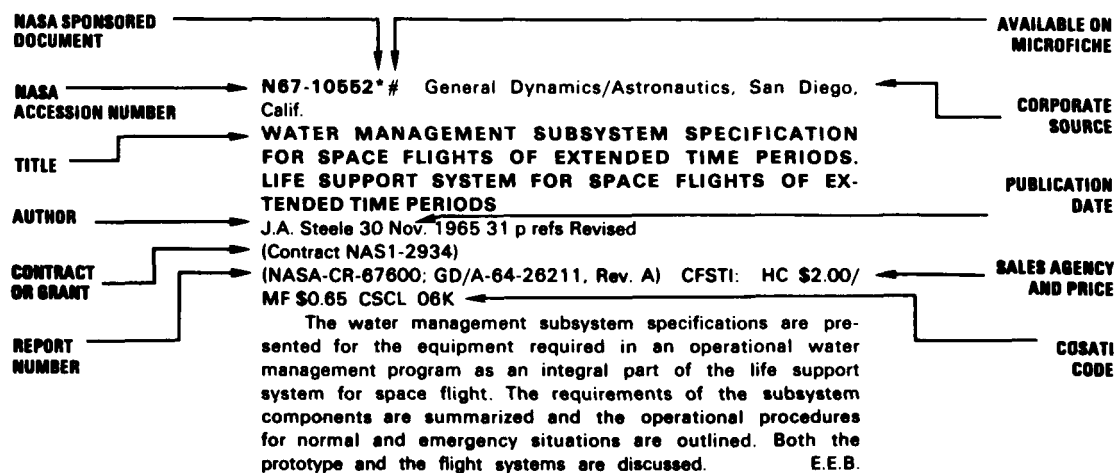 NASA SPONSORED
DOCUMENT
AVAILABLE ON
MICROFICHE
NASA
ACCESSION NUMBER
N67-10552*# General Dynamics/Astronautics, San Diego,
Calif.
CORPORATE
SOURCE
TITLE
WATER MANAGEMENT SUBSYSTEM SPECIFICATION
FOR SPACE FLIGHTS OF EXTENDED TIME PERIODS.
LIFE SUPPORT SYSTEM FOR SPACE FLIGHTS OF EX-
TENDED TIME PERIODS
PUBLICATION
DATE
AUTHOR
J.A. Steele 30 Nov. 1965 31 p refs Revised
CONTRACT
OR GRANT
(Contract NAS1-2934)
(NASA-CR-67600; GD/A-64-26211, Rev. A) CFSTI: HC $2.00/
MF $0.65 CSCL 06K
SALES AGENCY
AND PRICE
REPORT
NUMBER
COSATI
CODE
The water management subsystem specifications are pre-
sented for the equipment required in an operational water
management program as an integral part of the life support
system for space flight. The requirements of the subsystem
components are summarized and the operational procedures
for normal and emergency situations are outlined. Both the
prototype and the flight systems are discussed. E.E.B.